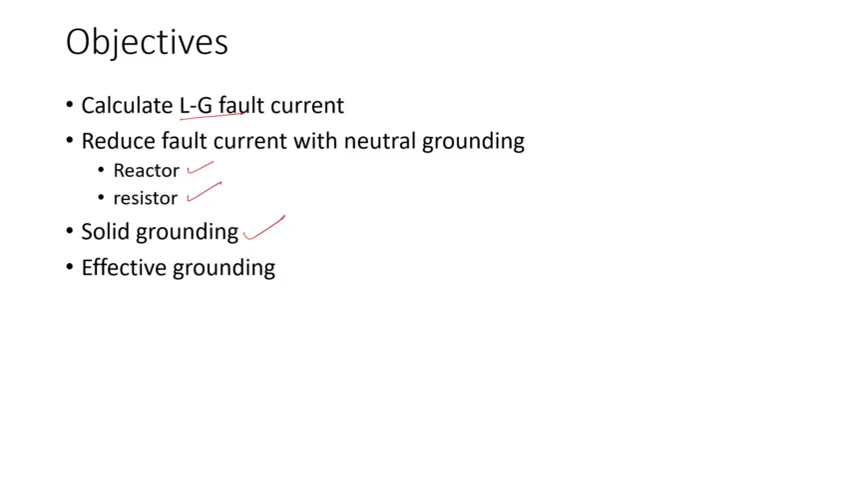 Objectives
• Calculate L-G fault current
• Reduce fault current with neutral grounding
• Reactor
• resistor
• Solid grounding
• Effective grounding